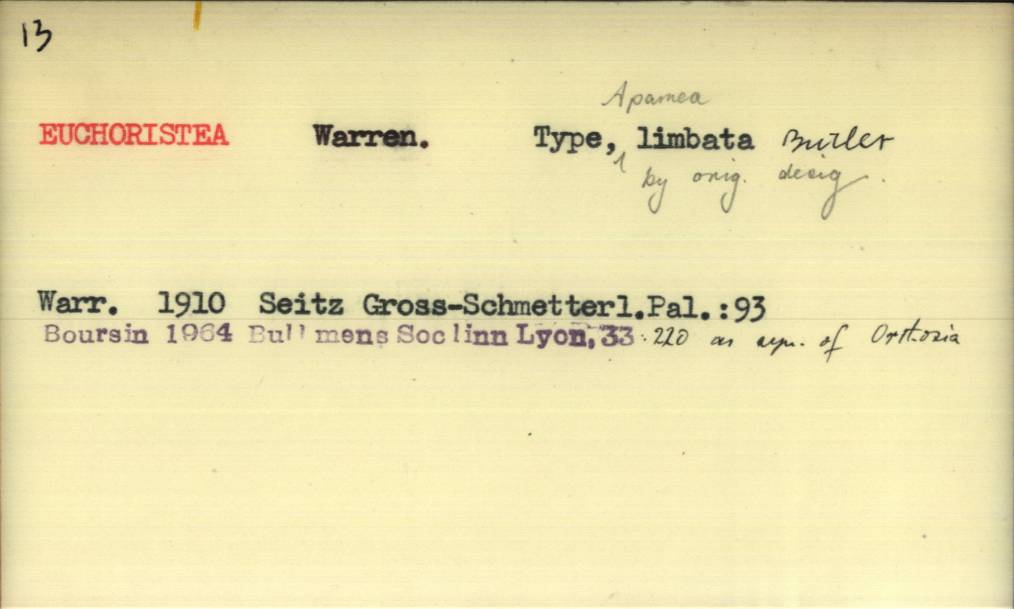 13
Apamea
EUCHORISTEA Warren. Type, limbata Butler
by orig. desig.
Warr. 1910 Seitz Gross-Schmetterl.Pal.:93
Boursin 1964 Bull mens Soc linn Lyon, 33: 220 as syn. of Orthosia